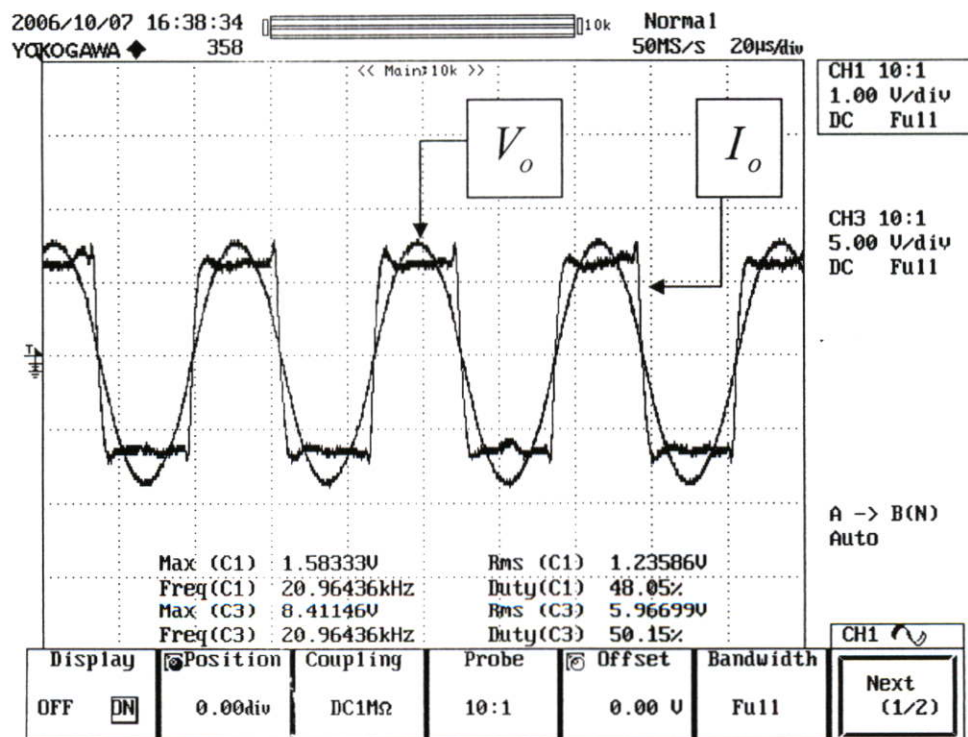 2006/10/07 16:38:34
10k
Normal
YOKOGAWA ◆ 358
50MS/s 20µs/div
<< Main:10k >>
CH1 10:1
1.00 V/div
DC Full
V_o
I_o
CH3 10:1
5.00 V/div
DC Full
T
A -> B(N)
Auto
Max (C1) 1.58333V Rms (C1) 1.23586V
Freq(C1) 20.96436kHz Duty(C1) 48.05%
Max (C3) 8.41146V Rms (C3) 5.96699V
Freq(C3) 20.96436kHz Duty(C3) 50.15%
CH1
Display Position Coupling Probe Offset Bandwidth
OFF ON 0.00div DC1MΩ 10:1 0.00 V Full
Next
(1/2)